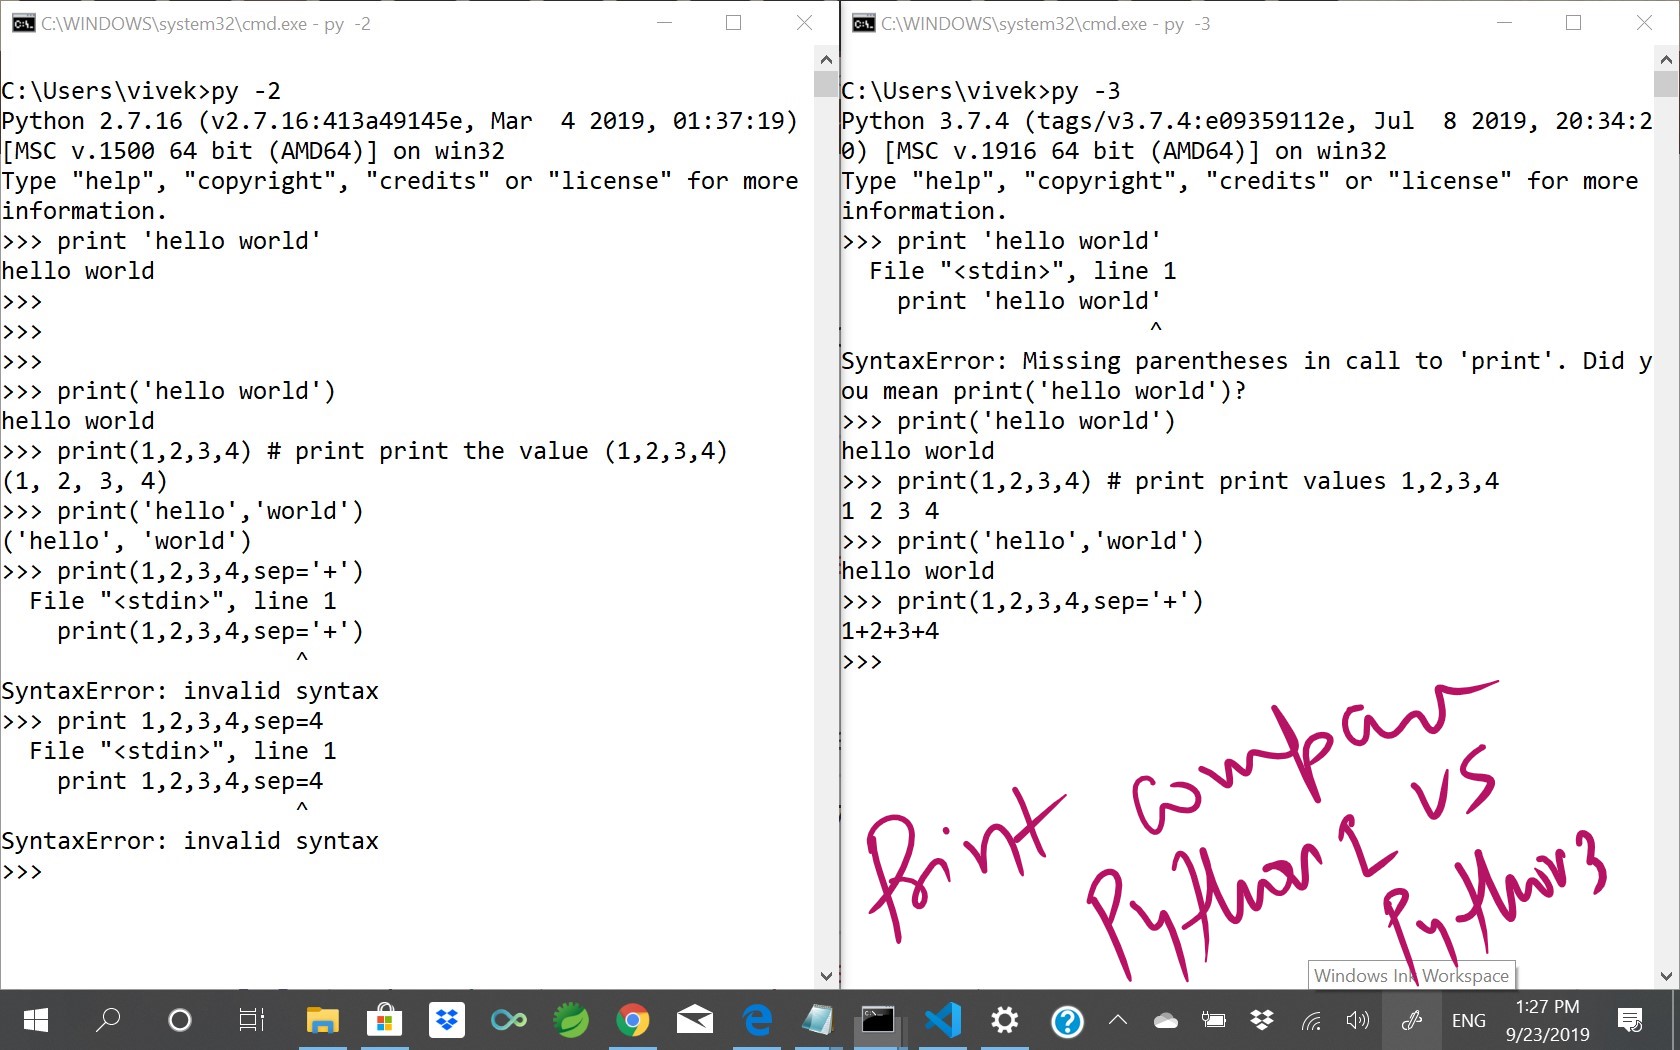 C:\WINDOWS\system32\cmd.exe - py  -2
C:\Users\vivek>py -2
Python 2.7.16 (v2.7.16:413a49145e, Mar  4 2019, 01:37:19)
[MSC v.1500 64 bit (AMD64)] on win32
Type "help", "copyright", "credits" or "license" for more
information.
>>> print 'hello world'
hello world
>>>
>>>
>>>
>>> print('hello world')
hello world
>>> print(1,2,3,4) # print print the value (1,2,3,4)
(1, 2, 3, 4)
>>> print('hello','world')
('hello', 'world')
>>> print(1,2,3,4,sep='+')
  File "<stdin>", line 1
    print(1,2,3,4,sep='+')
                     ^
SyntaxError: invalid syntax
>>> print 1,2,3,4,sep=4
  File "<stdin>", line 1
    print 1,2,3,4,sep=4
                     ^
SyntaxError: invalid syntax
>>>
C:\WINDOWS\system32\cmd.exe - py  -3
C:\Users\vivek>py -3
Python 3.7.4 (tags/v3.7.4:e09359112e, Jul  8 2019, 20:34:2
0) [MSC v.1916 64 bit (AMD64)] on win32
Type "help", "copyright", "credits" or "license" for more
information.
>>> print 'hello world'
  File "<stdin>", line 1
    print 'hello world'
                      ^
SyntaxError: Missing parentheses in call to 'print'. Did y
ou mean print('hello world')?
>>> print('hello world')
hello world
>>> print(1,2,3,4) # print print values 1,2,3,4
1 2 3 4
>>> print('hello','world')
hello world
>>> print(1,2,3,4,sep='+')
1+2+3+4
>>>
Print compar
Python 2 vs
Python 3
Windows Ink Workspace
ENG
1:27 PM
9/23/2019